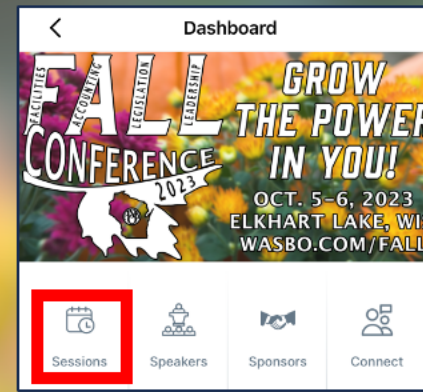 Dashboard
FALL
FACILITIES
ACCOUNTING
LEGISLATION
LEADERSHIP
CONFERENCE
2023
GROW
THE POWER
IN YOU!
OCT. 5-6, 2023
ELKHART LAKE, WI
WASBO.COM/FALL
Sessions
Speakers
Sponsors
Connect